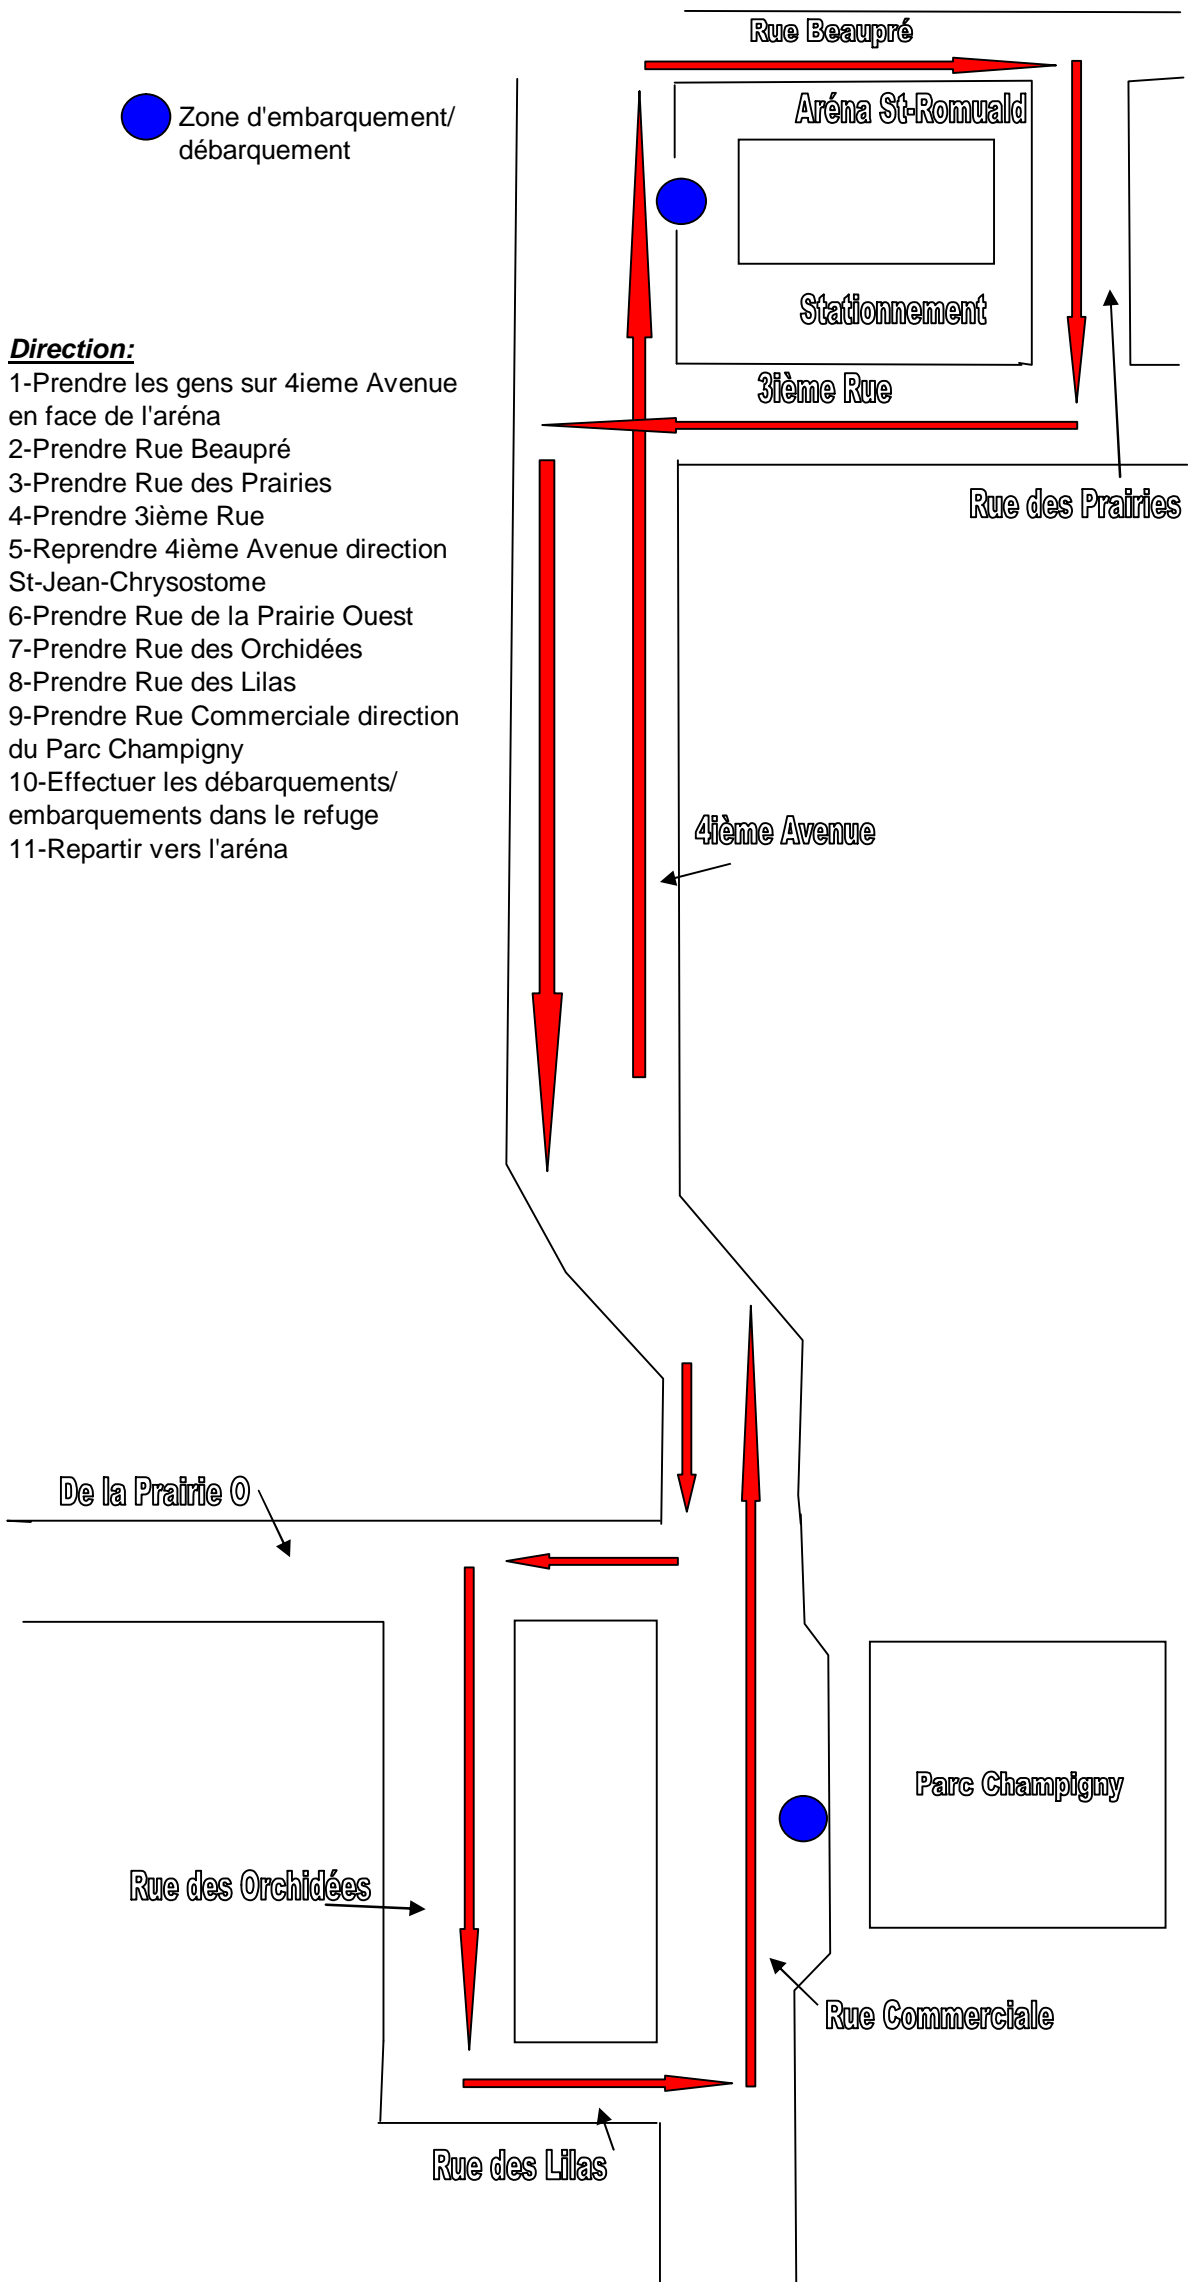 Rue Beaupré
Zone d'embarquement/
débarquement
Aréna St-Romuald
Stationnement
Direction:
1-Prendre les gens sur 4ieme Avenue
en face de l'aréna
2-Prendre Rue Beaupré
3-Prendre Rue des Prairies
4-Prendre 3ième Rue
5-Reprendre 4ième Avenue direction
St-Jean-Chrysostome
6-Prendre Rue de la Prairie Ouest
7-Prendre Rue des Orchidées
8-Prendre Rue des Lilas
9-Prendre Rue Commerciale direction
du Parc Champigny
10-Effectuer les débarquements/
embarquements dans le refuge
11-Repartir vers l'aréna
3ième Rue
Rue des Prairies
4ième Avenue
De la Prairie O
Parc Champigny
Rue des Orchidées
Rue Commerciale
Rue des Lilas